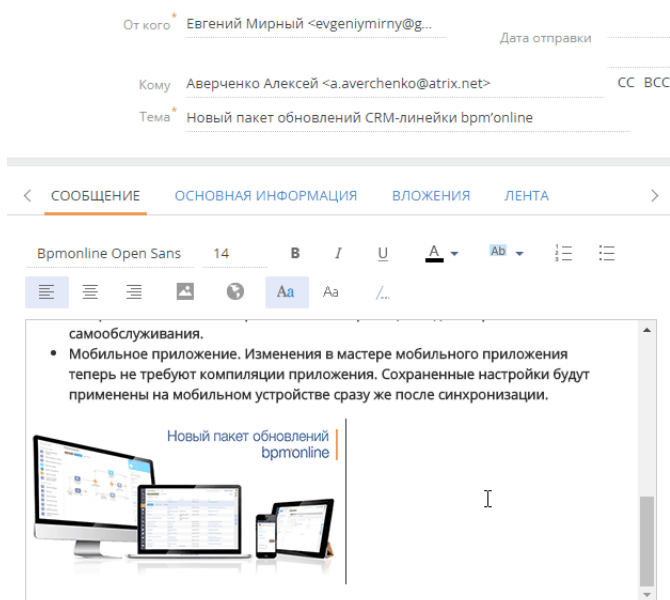 От кого* Евгений Мирный <evgeniymirny@g...
Дата отправки
Кому Аверченко Алексей <a.averchenko@atrix.net> CC BCC
Тема* Новый пакет обновлений CRM-линейки bpm'online
СООБЩЕНИЕ ОСНОВНАЯ ИНФОРМАЦИЯ ВЛОЖЕНИЯ ЛЕНТА
Bpmonline Open Sans 14 B I U A Ab
Aa Aa /...
самообслуживания.
• Мобильное приложение. Изменения в мастере мобильного приложения
теперь не требуют компиляции приложения. Сохраненные настройки будут
применены на мобильном устройстве сразу же после синхронизации.
Новый пакет обновлений
bpmonline